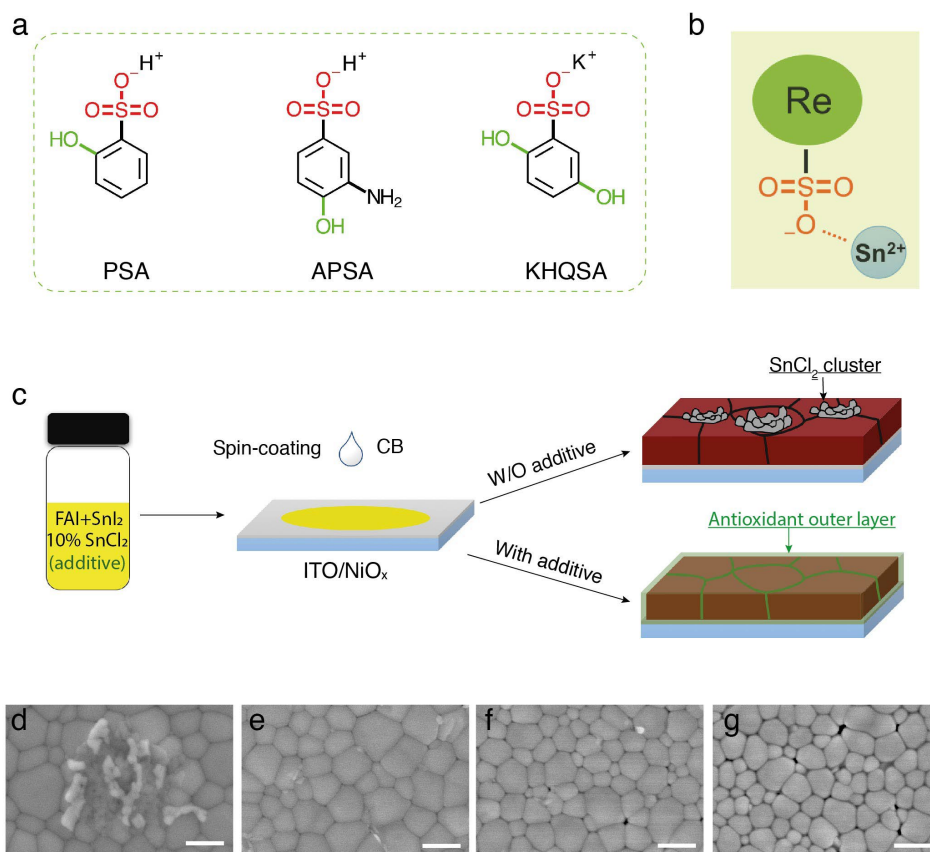 a
O⁻H⁺
O=S=O
HO
PSA
O⁻H⁺
O=S=O
NH₂
OH
APSA
O⁻K⁺
O=S=O
HO
OH
KHQSA
b
Re
O=S=O
⁻O
Sn²⁺
c
FAI+SnI₂
10% SnCl₂
(additive)
Spin-coating
CB
ITO/NiOₓ
W/O additive
With additive
SnCl₂ cluster
Antioxidant outer layer
d
e
f
g